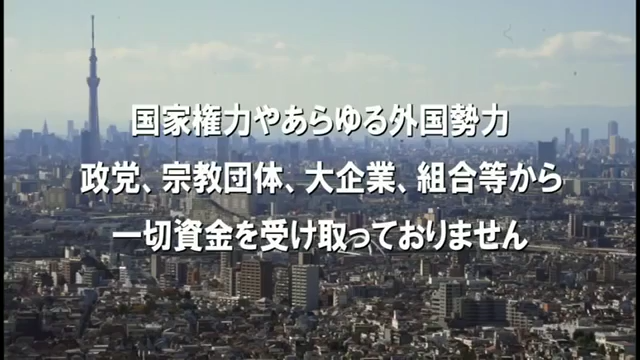 国家権力やあらゆる外国勢力
政党、宗教団体、大企業、組合等から
一切資金を受け取っておりません